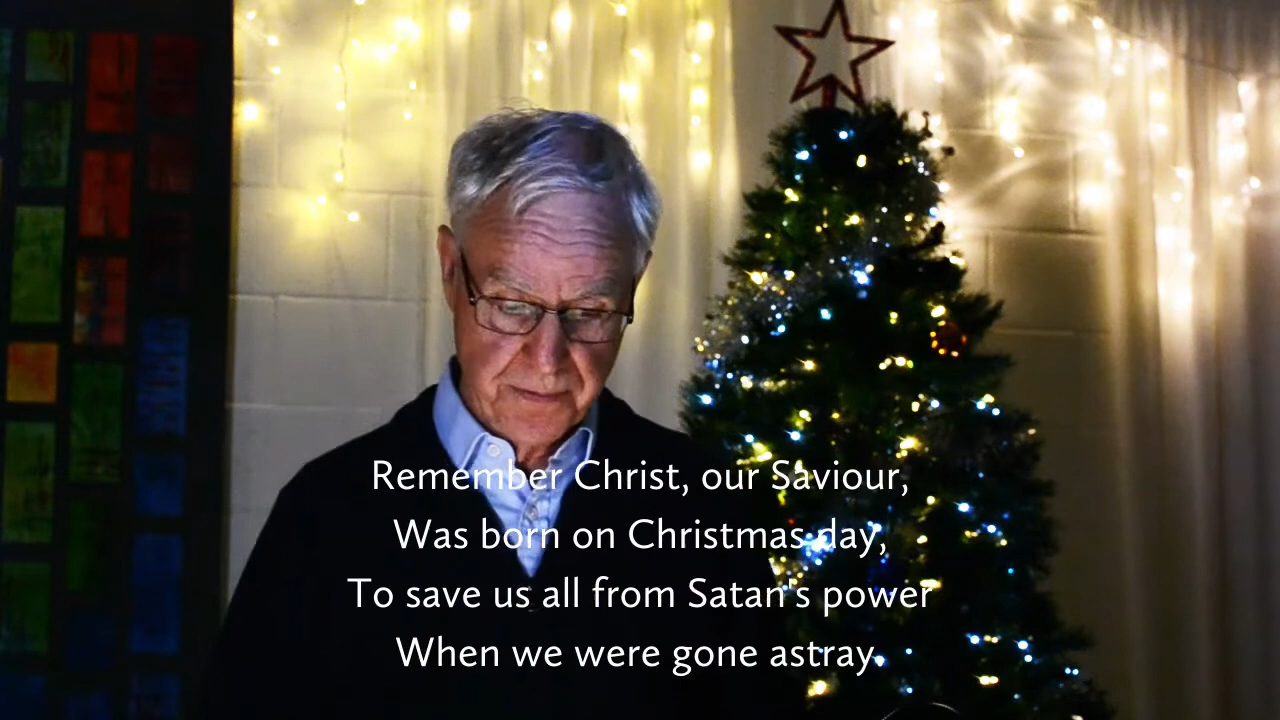 Remember Christ, our Saviour,
Was born on Christmas day,
To save us all from Satan's power
When we were gone astray.